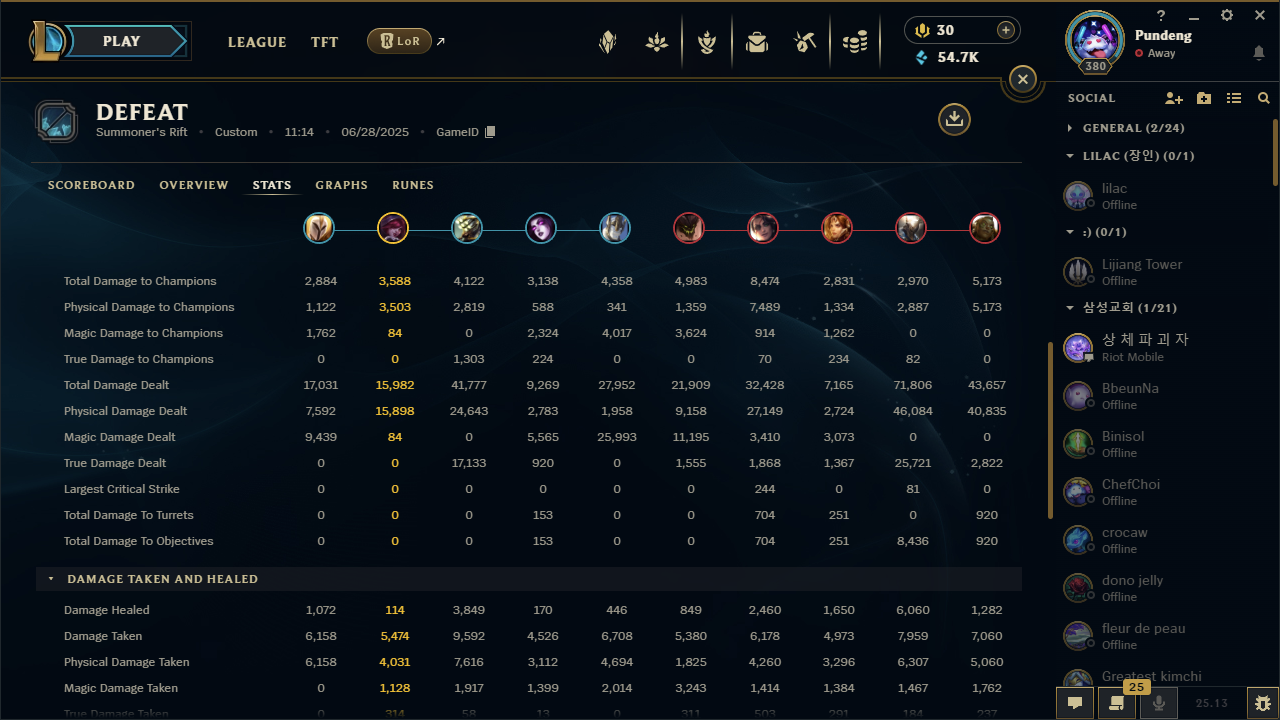 PLAY
LEAGUE TFT LoR
30
54.7K
380
Pundeng
Away
DEFEAT
Summoner's Rift • Custom • 11:14 • 06/28/2025 • GameID
SCOREBOARD OVERVIEW STATS GRAPHS RUNES
Total Damage to Champions 2,884 3,588 4,122 3,138 4,358 4,983 8,474 2,831 2,970 5,173
Physical Damage to Champions 1,122 3,503 2,819 588 341 1,359 7,489 1,334 2,887 5,173
Magic Damage to Champions 1,762 84 0 2,324 4,017 3,624 914 1,262 0 0
True Damage to Champions 0 0 1,303 224 0 0 70 234 82 0
Total Damage Dealt 17,031 15,982 41,777 9,269 27,952 21,909 32,428 7,165 71,806 43,657
Physical Damage Dealt 7,592 15,898 24,643 2,783 1,958 9,158 27,149 2,724 46,084 40,835
Magic Damage Dealt 9,439 84 0 5,565 25,993 11,195 3,410 3,073 0 0
True Damage Dealt 0 0 17,133 920 0 1,555 1,868 1,367 25,721 2,822
Largest Critical Strike 0 0 0 0 0 0 244 0 81 0
Total Damage To Turrets 0 0 0 153 0 0 704 251 0 920
Total Damage To Objectives 0 0 0 153 0 0 704 251 8,436 920
DAMAGE TAKEN AND HEALED
Damage Healed 1,072 114 3,849 170 446 849 2,460 1,650 6,060 1,282
Damage Taken 6,158 5,474 9,592 4,526 6,708 5,380 6,178 4,973 7,959 7,060
Physical Damage Taken 6,158 4,031 7,616 3,112 4,694 1,825 4,260 3,296 6,307 5,060
Magic Damage Taken 0 1,128 1,917 1,399 2,014 3,243 1,414 1,384 1,467 1,762
True Damage Taken 0 314 58 13 0 311 503 291 184 237
SOCIAL
GENERAL (2/24)
LILAC (장인) (0/1)
lilac
Offline
:) (0/1)
Lijiang Tower
Offline
삼성교회 (1/21)
상 체 파 괴 자
Riot Mobile
BbeunNa
Offline
Binisol
Offline
ChefChoi
Offline
crocaw
Offline
dono jelly
Offline
fleur de peau
Offline
Greatest kimchi
25
25.13